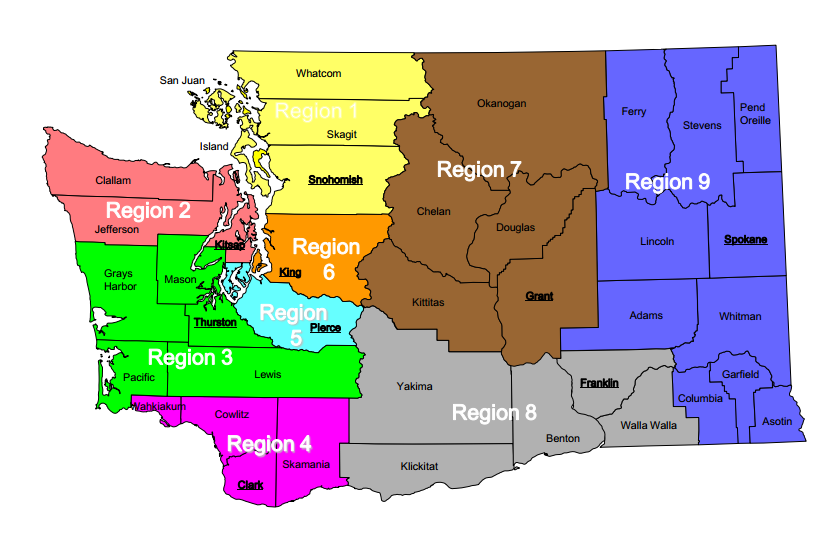 Whatcom
San Juan
Region 1
Skagit
Island
Snohomish
Okanogan
Ferry
Stevens
Pend
Oreille
Region 7
Region 9
Clallam
Region 2
Jefferson
Kitsap
Chelan
Douglas
Lincoln
Spokane
Grays
Harbor
Mason
Region
6
King
Kittitas
Grant
Adams
Whitman
Thurston
Region
5
Pierce
Region 3
Pacific
Lewis
Yakima
Franklin
Garfield
Columbia
Asotin
Wahkiakum
Cowlitz
Region 4
Skamania
Clark
Region 8
Walla Walla
Benton
Klickitat